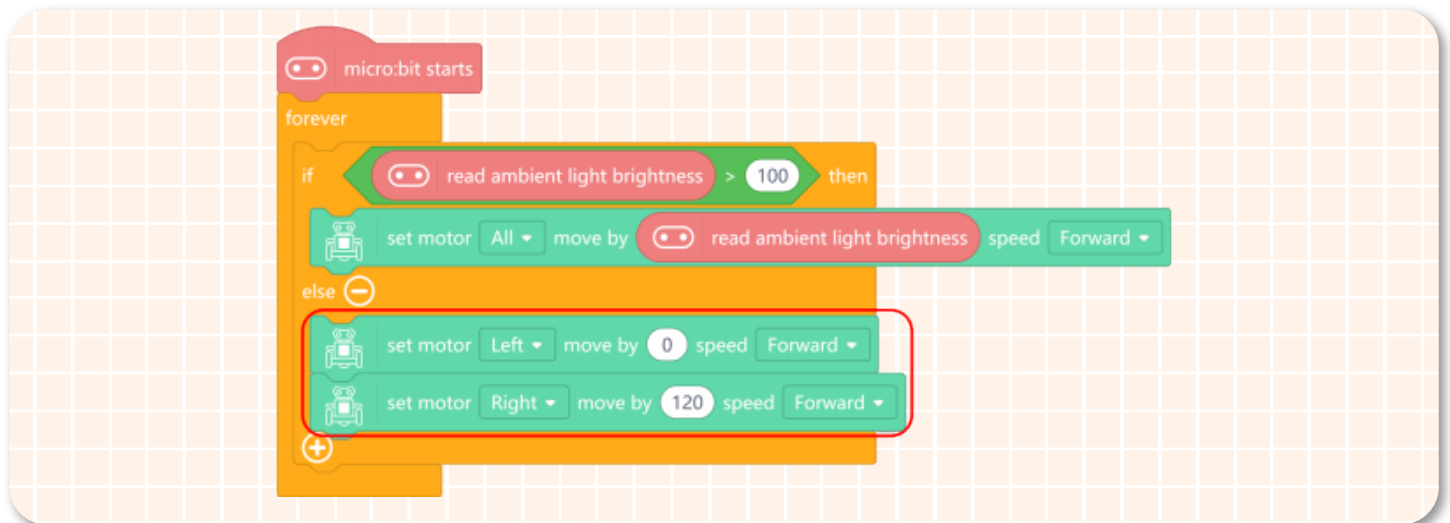 micro:bit starts
forever
if read ambient light brightness > 100 then
set motor All move by read ambient light brightness speed Forward
else
set motor Left move by 0 speed Forward
set motor Right move by 120 speed Forward